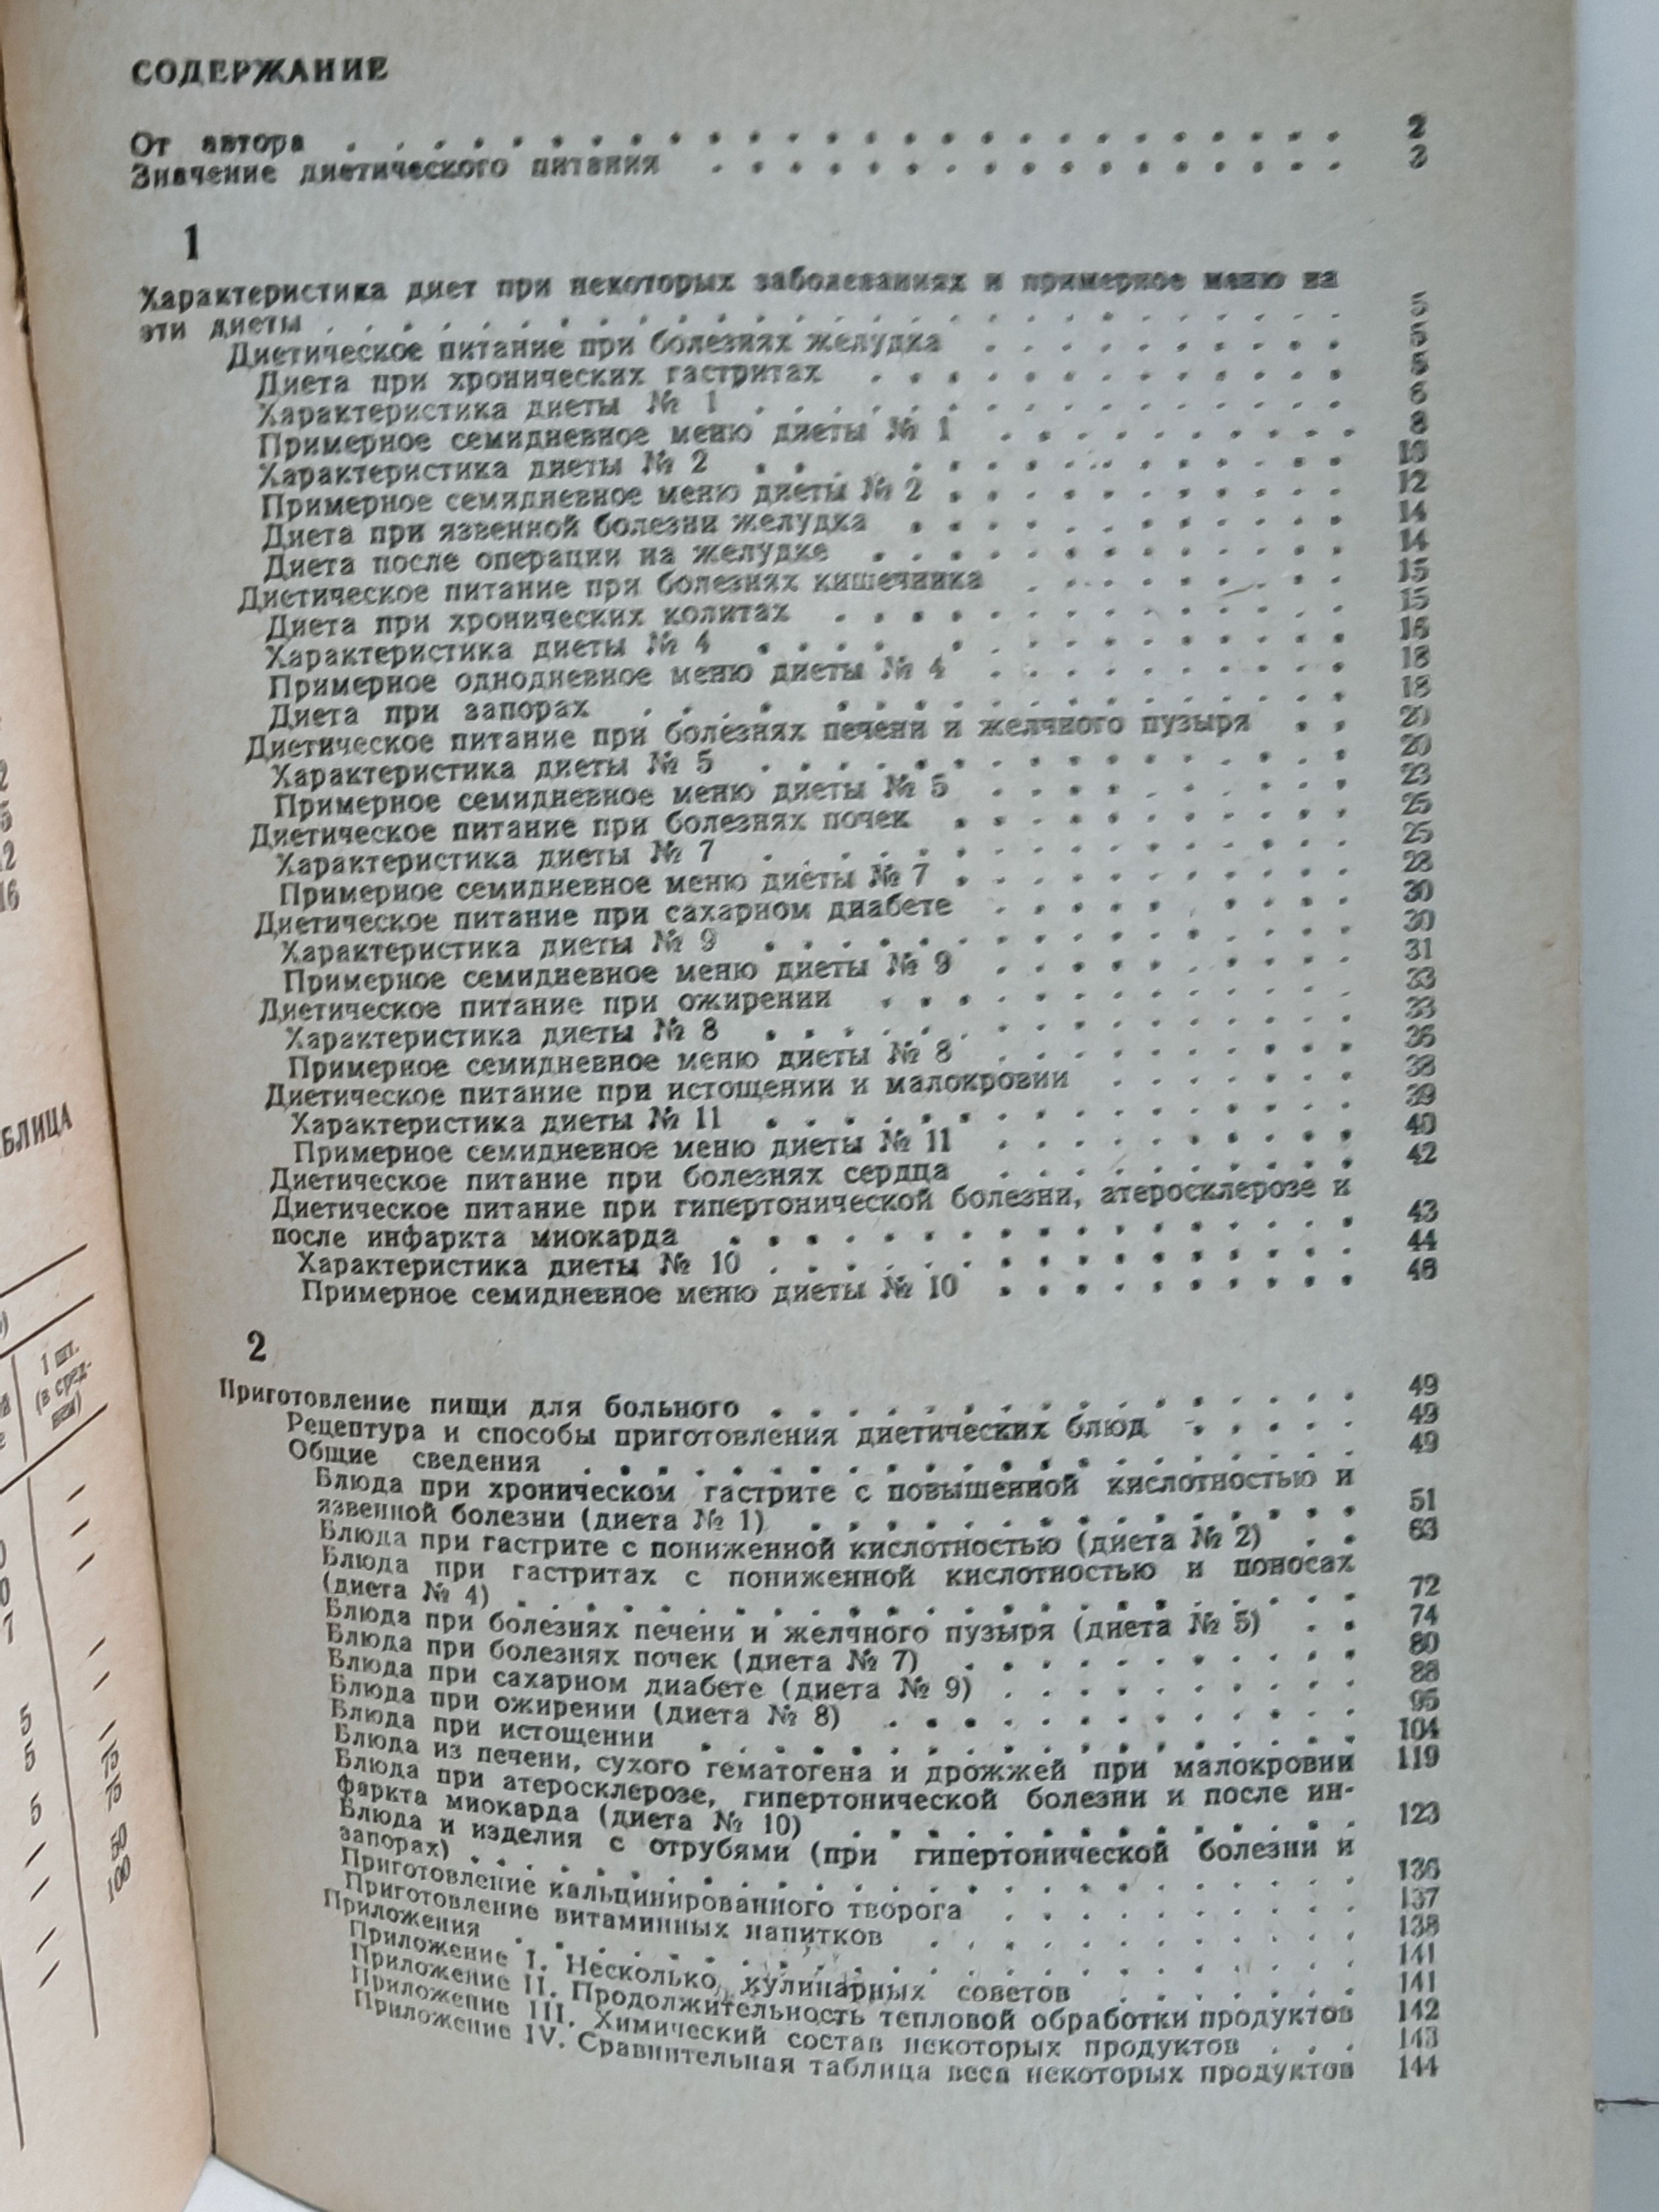 СОДЕРЖАНИЕ
От автора . . . . . . . . . . . . . . . . . . . . 2
Значение диетического питания . . . . . . . . . . . . . . . . . 3
1
Характеристика диет при некоторых заболеваниях и примерное меню на
эти диеты . . . . . . . . . . . . . . . . . . . . 5
Диетическое питание при болезнях желудка . . . . . . . . . . 5
Диета при хронических гастритах . . . . . . . . . . 5
Характеристика диеты № 1 . . . . . . . . . . 6
Примерное семидневное меню диеты № 1 . . . . . . . . . . 8
Характеристика диеты № 2 . . . . . . . . . . 10
Примерное семидневное меню диеты № 2 . . . . . . . . . . 12
Диета при язвенной болезни желудка . . . . . . . . . . 14
Диета после операции на желудке . . . . . . . . . . 14
Диетическое питание при болезнях кишечника . . . . . . . . . 15
Диета при хронических колитах . . . . . . . . . . 15
Характеристика диеты № 4 . . . . . . . . . . 16
Примерное однодневное меню диеты № 4 . . . . . . . . . . 18
Диета при запорах . . . . . . . . . . 18
Диетическое питание при болезнях печени и желчного пузыря . . 20
Характеристика диеты № 5 . . . . . . . . . . 20
Примерное семидневное меню диеты № 5 . . . . . . . . . . 23
Диетическое питание при болезнях почек . . . . . . . . . . 25
Характеристика диеты № 7 . . . . . . . . . . 25
Примерное семидневное меню диеты № 7 . . . . . . . . . . 28
Диетическое питание при сахарном диабете . . . . . . . . . . 30
Характеристика диеты № 9 . . . . . . . . . . 30
Примерное семидневное меню диеты № 9 . . . . . . . . . . 31
Диетическое питание при ожирении . . . . . . . . . . 33
Характеристика диеты № 8 . . . . . . . . . . 33
Примерное семидневное меню диеты № 8 . . . . . . . . . . 36
Диетическое питание при истощении и малокровии . . . . . . . 38
Характеристика диеты № 11 . . . . . . . . . . 39
Примерное семидневное меню диеты № 11 . . . . . . . . . . 40
Диетическое питание при болезнях сердца . . . . . . . . . . 42
Диетическое питание при гипертонической болезни, атеросклерозе и
после инфаркта миокарда . . . . . . . . . . 43
Характеристика диеты № 10 . . . . . . . . . . 44
Примерное семидневное меню диеты № 10 . . . . . . . . . . 46
2
Приготовление пищи для больного . . . . . . . . . . 49
Рецептура и способы приготовления диетических блюд . . . . . 49
Общие сведения . . . . . . . . . . 49
Блюда при хроническом гастрите с повышенной кислотностью и
язвенной болезни (диета № 1) . . . . . . . . . . 51
Блюда при гастрите с пониженной кислотностью (диета № 2) . . 63
Блюда при гастритах с пониженной кислотностью и поносах
(диета № 4) . . . . . . . . . . 72
Блюда при болезнях печени и желчного пузыря (диета № 5) . . 74
Блюда при болезнях почек (диета № 7) . . . . . . . . . . 80
Блюда при сахарном диабете (диета № 9) . . . . . . . . . . 88
Блюда при ожирении (диета № 8) . . . . . . . . . . 95
Блюда при истощении . . . . . . . . . . 104
Блюда из печени, сухого гематогена и дрожжей при малокровии 119
Блюда при атеросклерозе, гипертонической болезни и после ин-
фаркта миокарда (диета № 10) . . . . . . . . . . 123
Блюда и изделия с отрубями (при гипертонической болезни и
запорах) . . . . . . . . . . 136
Приготовление кальцинированного творога . . . . . . . . . . 137
Приготовление витаминных напитков . . . . . . . . . . 138
Приложения . . . . . . . . . . 141
Приложение I. Несколько кулинарных советов . . . . . . . 141
Приложение II. Продолжительность тепловой обработки продуктов 142
Приложение III. Химический состав некоторых продуктов . . . 143
Приложение IV. Сравнительная таблица веса некоторых продуктов 144
1 шт.
(в сред-
нем)
75
75
50
100